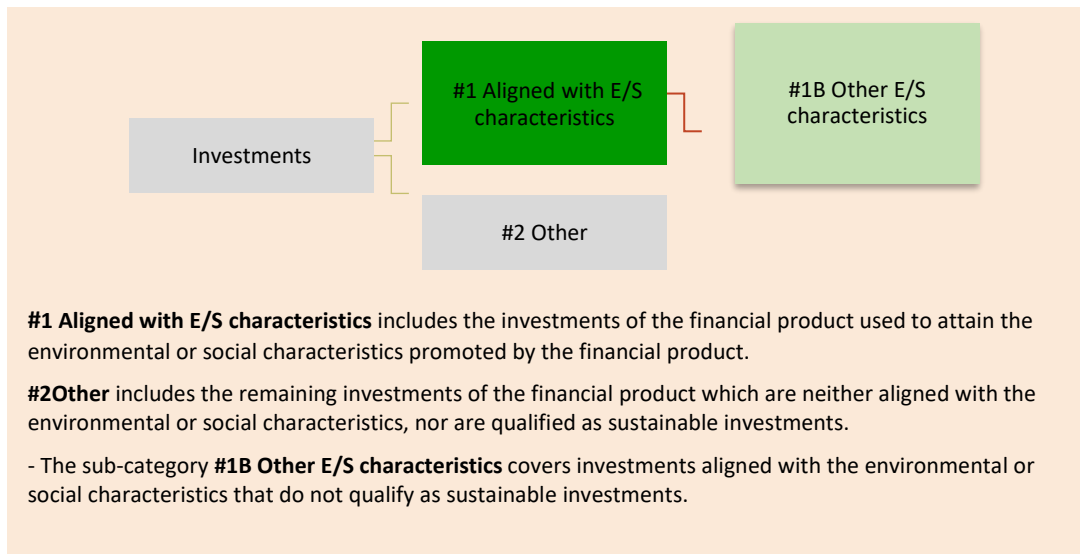 #1 Aligned with E/S
characteristics
#1B Other E/S
characteristics
Investments
#2 Other
#1 Aligned with E/S characteristics includes the investments of the financial product used to attain the
environmental or social characteristics promoted by the financial product.
#2Other includes the remaining investments of the financial product which are neither aligned with the
environmental or social characteristics, nor are qualified as sustainable investments.
- The sub-category #1B Other E/S characteristics covers investments aligned with the environmental or
social characteristics that do not qualify as sustainable investments.